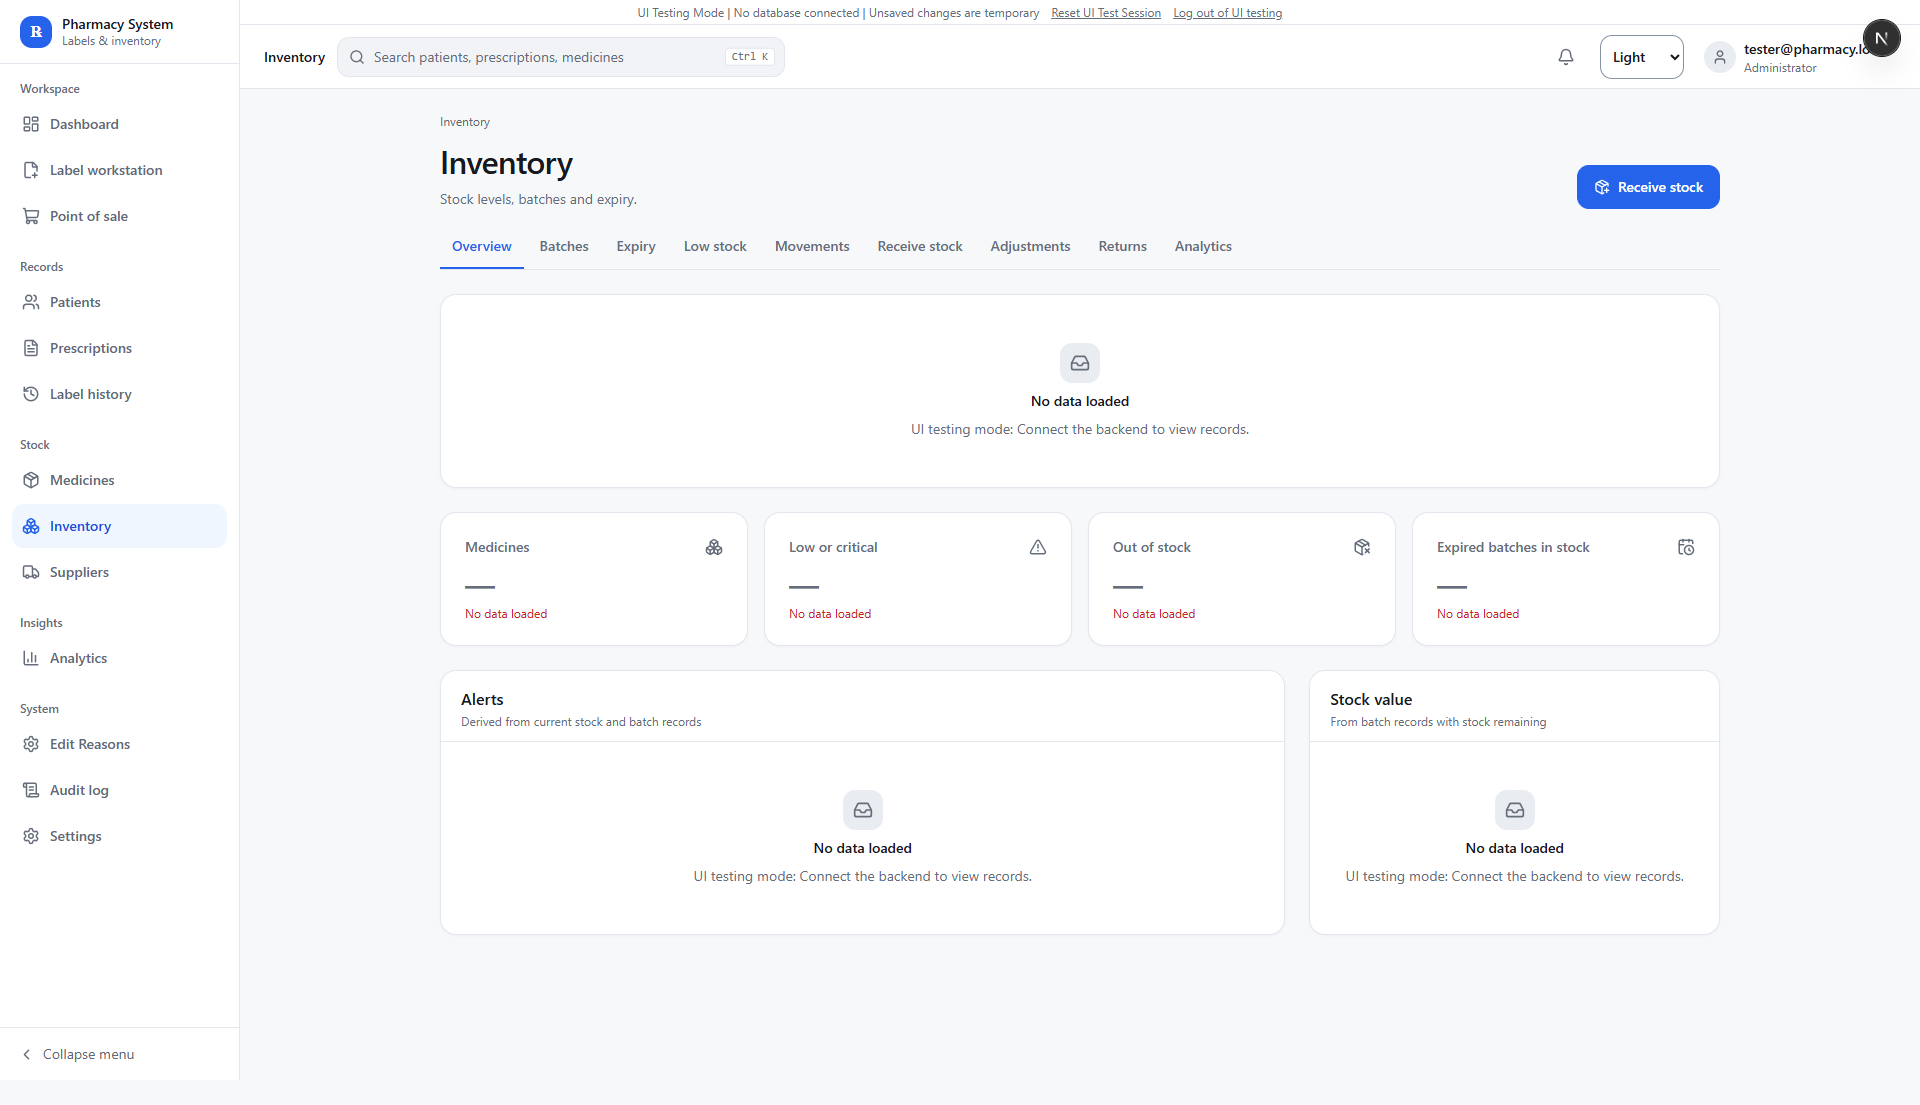 UI Testing Mode | No database connected | Unsaved changes are temporary Reset UI Test Session Log out of UI testing
Pharmacy System
Labels & inventory
Workspace
Dashboard
Label workstation
Point of sale
Records
Patients
Prescriptions
Label history
Stock
Medicines
Inventory
Suppliers
Insights
Analytics
System
Edit Reasons
Audit log
Settings
Collapse menu
Inventory
Search patients, prescriptions, medicines
Ctrl K
Light
tester@pharmacy.lo
Administrator
N
Inventory
Inventory
Stock levels, batches and expiry.
Receive stock
Overview Batches Expiry Low stock Movements Receive stock Adjustments Returns Analytics
No data loaded
UI testing mode: Connect the backend to view records.
Medicines
—
No data loaded
Low or critical
—
No data loaded
Out of stock
—
No data loaded
Expired batches in stock
—
No data loaded
Alerts
Derived from current stock and batch records
No data loaded
UI testing mode: Connect the backend to view records.
Stock value
From batch records with stock remaining
No data loaded
UI testing mode: Connect the backend to view records.